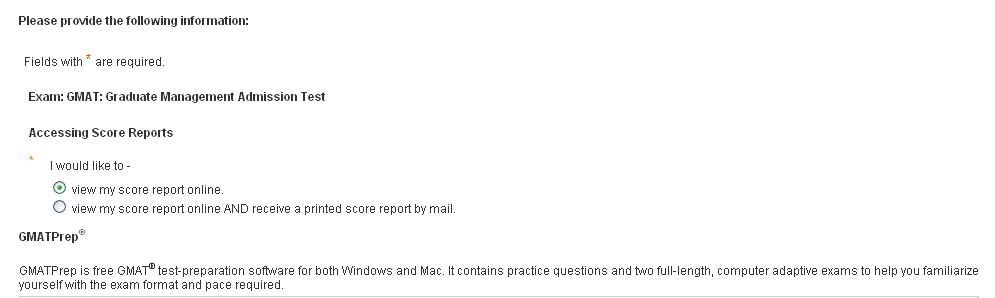 Please provide the following information:
Fields with * are required.
Exam: GMAT: Graduate Management Admission Test
Accessing Score Reports
* I would like to -
view my score report online.
view my score report online AND receive a printed score report by mail.
GMATPrep®
GMATPrep is free GMAT® test-preparation software for both Windows and Mac. It contains practice questions and two full-length, computer adaptive exams to help you familiarize
yourself with the exam format and pace required.